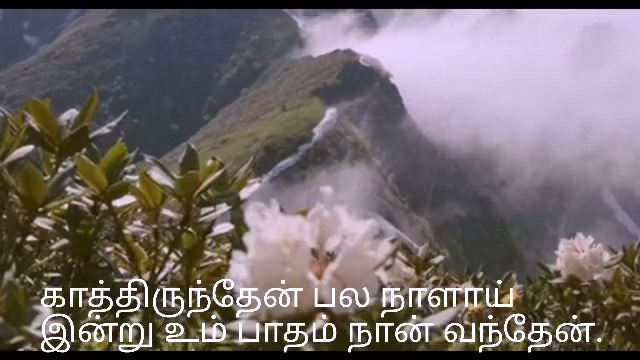 காத்திருந்தேன் பல நாளாய்
இன்று உம் பாதம் நான் வந்தேன்.